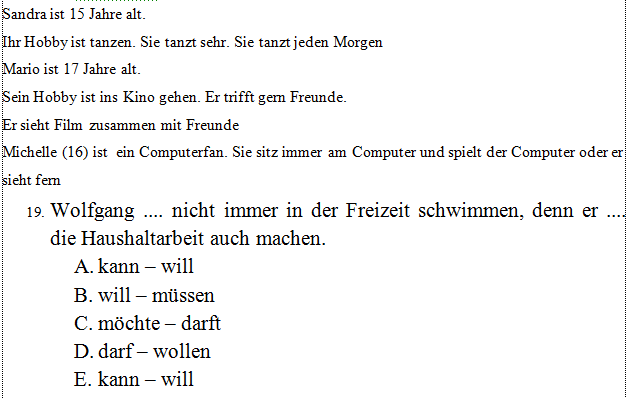 Sandra ist 15 Jahre alt.
Ihr Hobby ist tanzen. Sie tanzt sehr. Sie tanzt jeden Morgen
Mario ist 17 Jahre alt.
Sein Hobby ist ins Kino gehen. Er trifft gern Freunde.
Er sieht Film zusammen mit Freunde
Michelle (16) ist ein Computerfan. Sie sitz immer am Computer und spielt der Computer oder er
sieht fern
19. Wolfgang .... nicht immer in der Freizeit schwimmen, denn er ....
die Haushaltarbeit auch machen.
A. kann – will
B. will – müssen
C. möchte – darft
D. darf – wollen
E. kann – will